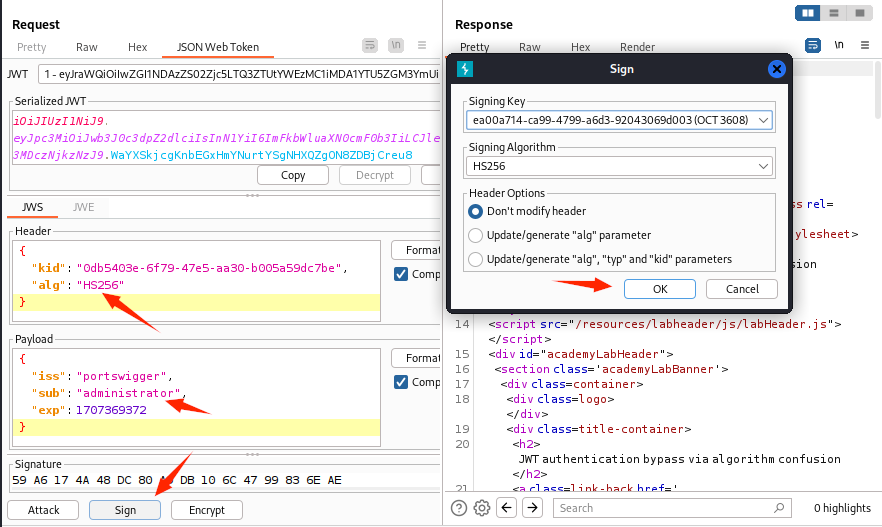 Request
Pretty Raw Hex JSON Web Token
\n
JWT 1 - eyJraWQiOiIwZGI1NDAzZS02Zjc5LTQ3ZTUtYWEzMC1iMDA1YTU5ZGM3YmUi
Serialized JWT
iOiJIUzI1NiJ9.
eyJpc3MiOiJwb3J0c3dpZ2dlciIsInN1YiI6ImFkbWluaXN0cmF0b3IiLCJle
3MDczNjkzNzJ9.WaYXSkjcgKnbEGxHmYNurtYSgNHXQZgON8ZDBjCreu8
Copy Decrypt
JWS JWE
Header
{
"kid":"0db5403e-6f79-47e5-aa30-b005a59dc7be",
"alg":"HS256"
}
Format
Comp
Payload
{
"iss":"portswigger",
"sub":"administrator",
"exp":1707369372
}
Format
Comp
Signature
59 A6 17 4A 48 DC 80 A9 DB 10 6C 47 99 83 6E AE
Attack Sign Encrypt
Response
Pretty Raw Hex Render
\n
Sign
Signing Key
ea00a714-ca99-4799-a6d3-92043069d003 (OCT 3608)
Signing Algorithm
HS256
Header Options
Don't modify header
Update/generate "alg" parameter
Update/generate "alg", "typ" and "kid" parameters
OK Cancel
ss rel=
ylesheet>
sion
14 <script src="/resources/labheader/js/labHeader.js">
</script>
15 <div id="academyLabHeader">
16 <section class='academyLabBanner'>
17 <div class=container>
18 <div class=logo>
</div>
19 <div class=title-container>
20 <h2>
JWT authentication bypass via algorithm confusion
</h2>
21 <a class=link-back href='
Search
0 highlights